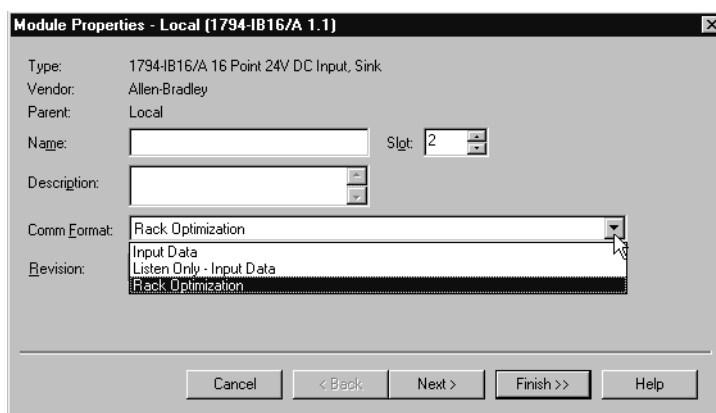 Module Properties - Local (1794-IB16/A 1.1)
Type: 1794-IB16/A 16 Point 24V DC Input, Sink
Vendor: Allen-Bradley
Parent: Local
Name: Slot: 2
Description:
Comm Format: Rack Optimization
Input Data
Listen Only - Input Data
Revision:
Rack Optimization
Cancel < Back Next > Finish >> Help